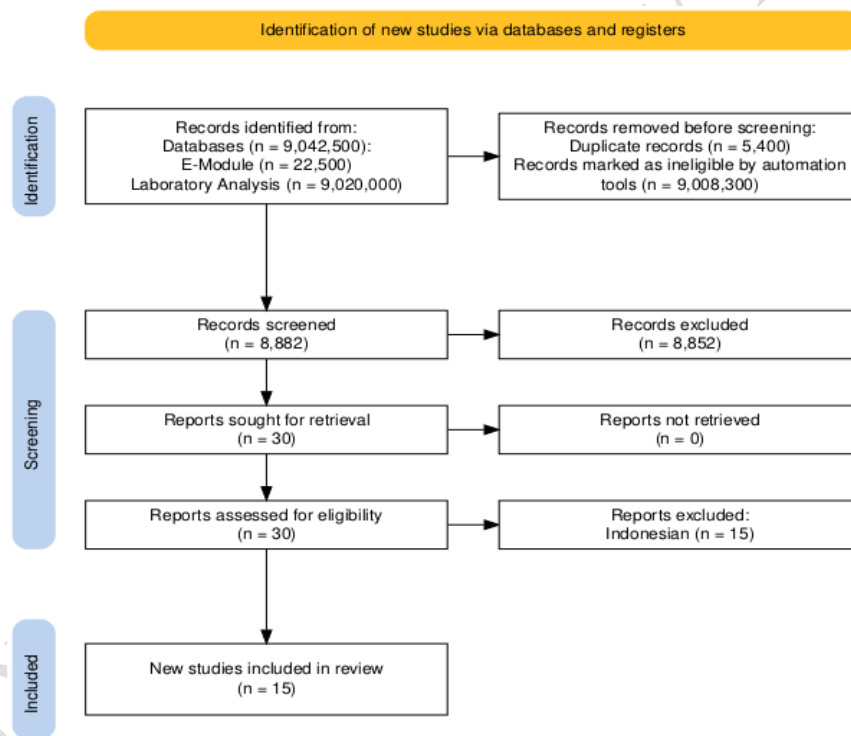 Identification of new studies via databases and registers
Identification
Records identified from:
Databases (n = 9,042,500):
E-Module (n = 22,500)
Laboratory Analysis (n = 9,020,000)
Records removed before screening:
Duplicate records (n = 5,400)
Records marked as ineligible by automation
tools (n = 9,008,300)
Screening
Records screened
(n = 8,882)
Records excluded
(n = 8,852)
Reports sought for retrieval
(n = 30)
Reports not retrieved
(n = 0)
Reports assessed for eligibility
(n = 30)
Reports excluded:
Indonesian (n = 15)
Included
New studies included in review
(n = 15)